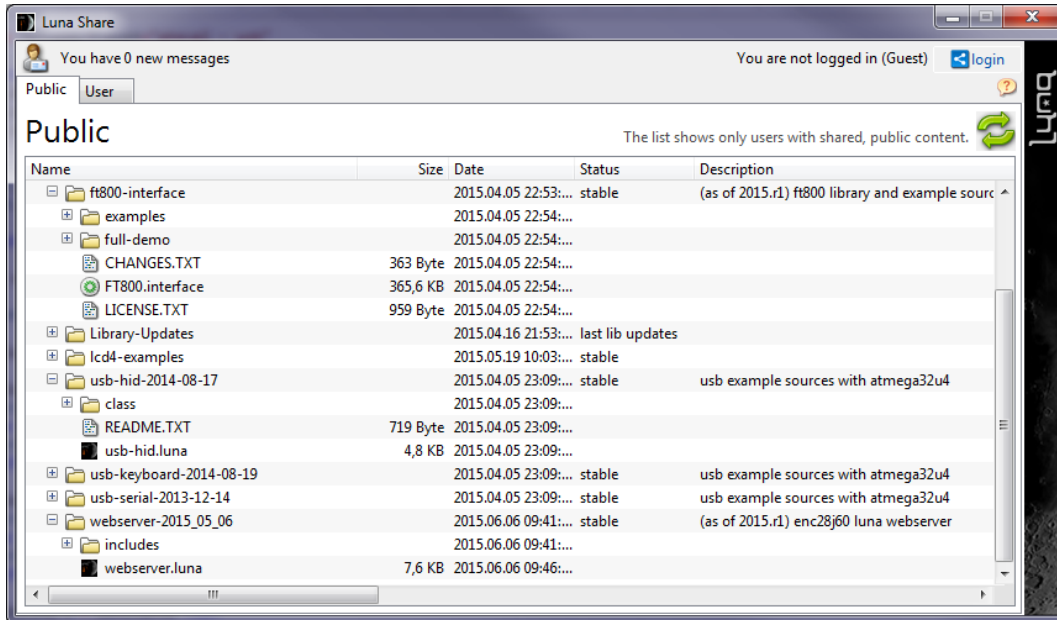 Luna Share
You have 0 new messages
You are not logged in (Guest) login
Public User
Public
The list shows only users with shared, public content.
Name Size Date Status Description
ft800-interface 2015.04.05 22:53:... stable (as of 2015.r1) ft800 library and example sourc
examples 2015.04.05 22:54:...
full-demo 2015.04.05 22:54:...
CHANGES.TXT 363 Byte 2015.04.05 22:54:...
FT800.interface 365,6 KB 2015.04.05 22:54:...
LICENSE.TXT 959 Byte 2015.04.05 22:54:...
Library-Updates 2015.04.16 21:53:... last lib updates
lcd4-examples 2015.05.19 10:03:... stable
usb-hid-2014-08-17 2015.04.05 23:09:... stable usb example sources with atmega32u4
class 2015.04.05 23:09:...
README.TXT 719 Byte 2015.04.05 23:09:...
usb-hid.luna 4,8 KB 2015.04.05 23:09:...
usb-keyboard-2014-08-19 2015.04.05 23:09:... stable usb example sources with atmega32u4
usb-serial-2013-12-14 2015.04.05 23:09:... stable usb example sources with atmega32u4
webserver-2015_05_06 2015.06.06 09:41:... stable (as of 2015.r1) enc28j60 luna webserver
includes 2015.06.06 09:41:...
webserver.luna 7,6 KB 2015.06.06 09:46:...